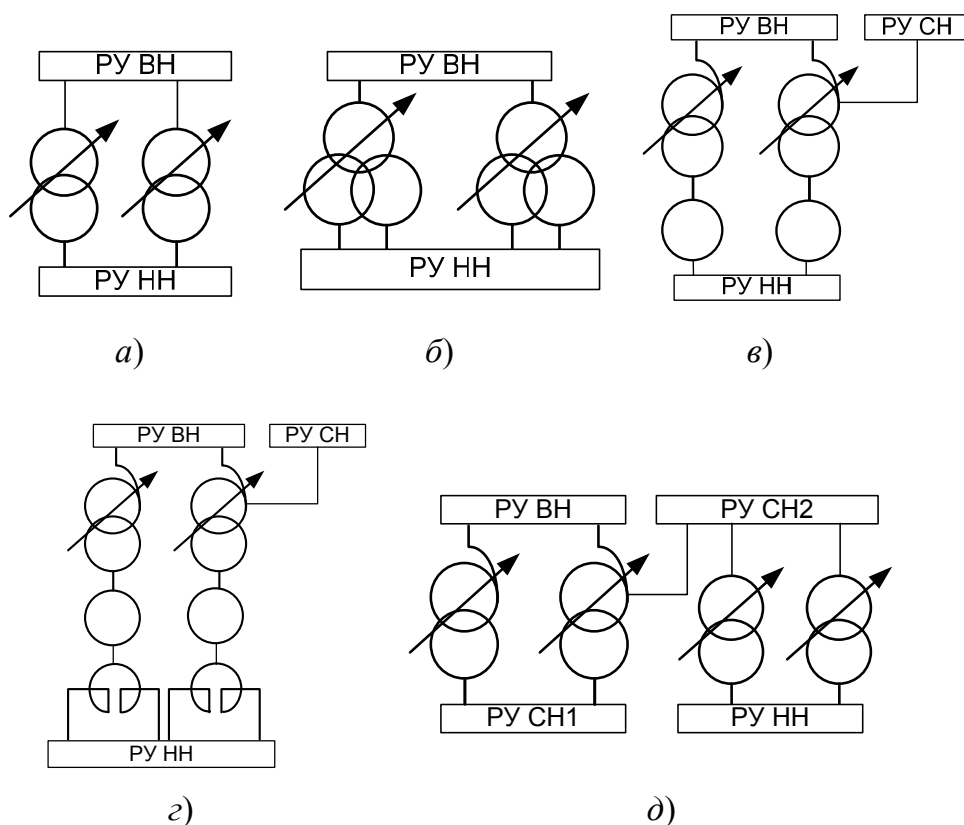 РУ ВН
РУ НН
а)
РУ ВН
РУ НН
б)
РУ ВН
РУ СН
РУ НН
в)
РУ ВН
РУ СН
РУ НН
г)
РУ ВН
РУ СН2
РУ СН1
РУ НН
д)